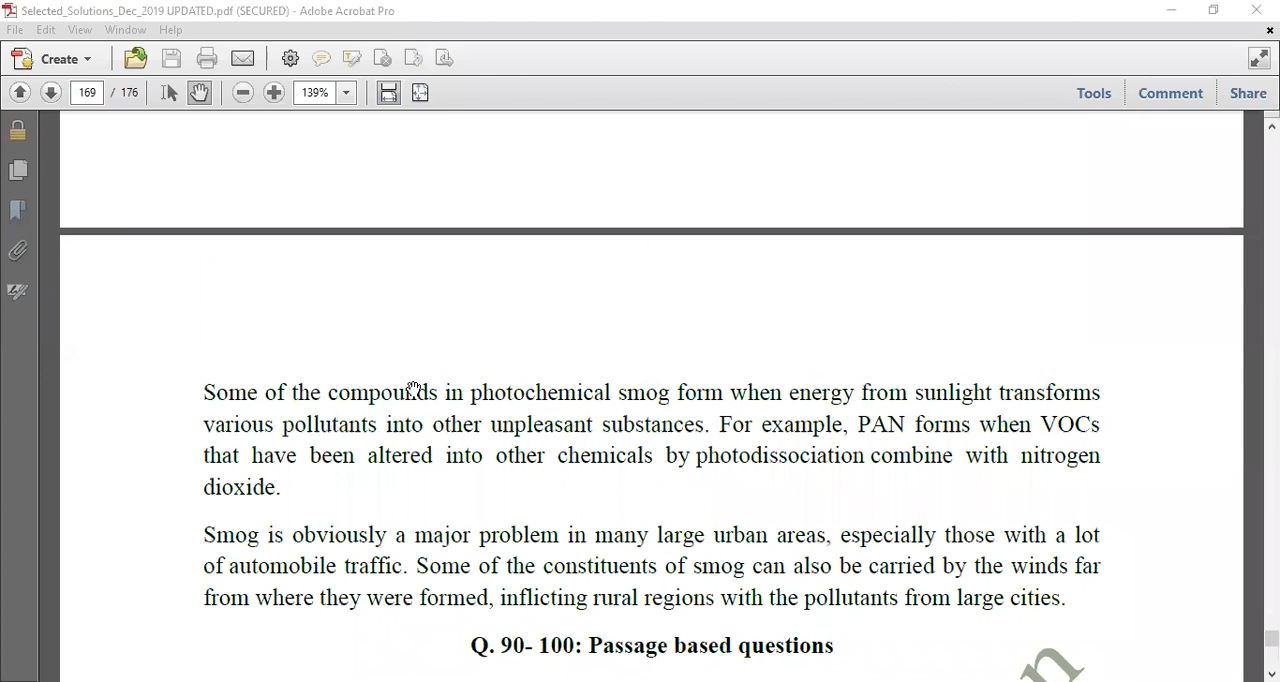 Selected_Solutions_Dec_2019 UPDATED.pdf (SECURED) - Adobe Acrobat Pro
File Edit View Window Help
Create
169 / 176 139% Tools Comment Share
Some of the compounds in photochemical smog form when energy from sunlight transforms
various pollutants into other unpleasant substances. For example, PAN forms when VOCs
that have been altered into other chemicals by photodissociation combine with nitrogen
dioxide.
Smog is obviously a major problem in many large urban areas, especially those with a lot
of automobile traffic. Some of the constituents of smog can also be carried by the winds far
from where they were formed, inflicting rural regions with the pollutants from large cities.
Q. 90- 100: Passage based questions
n